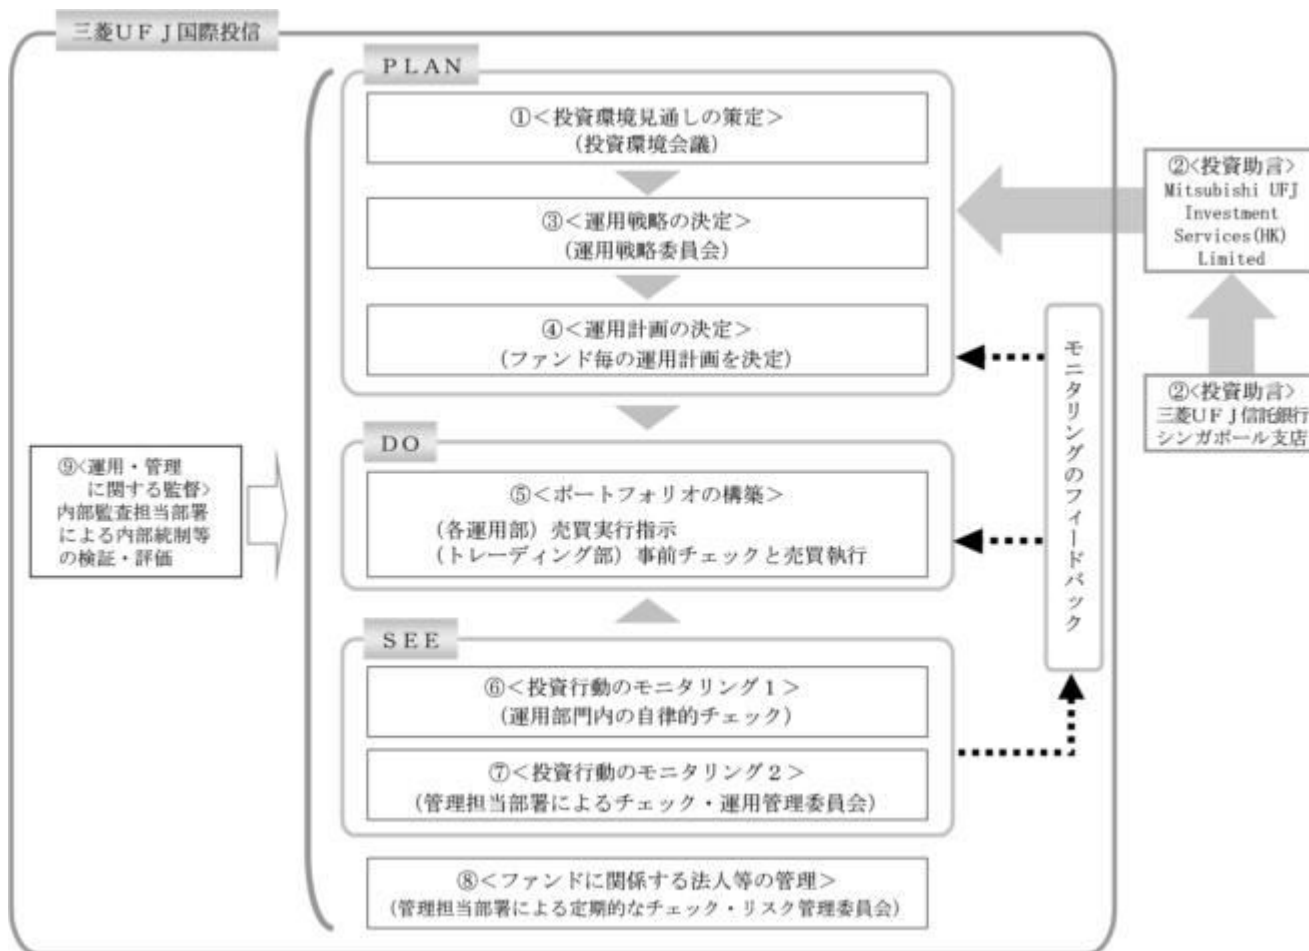 三菱ＵＦＪ国際投信
ＰＬＡＮ
①＜投資環境見通しの策定＞
（投資環境会議）
③＜運用戦略の決定＞
（運用戦略委員会）
④＜運用計画の決定＞
（ファンド毎の運用計画を決定）
②<投資助言>
Mitsubishi UFJ
Investment
Services(HK)
Limited
②<投資助言>
三菱ＵＦＪ信託銀行
シンガポール支店
モニタリングのフィードバック
ＤＯ
⑤＜ポートフォリオの構築＞
（各運用部）売買実行指示
（トレーディング部）事前チェックと売買執行
⑨<運用・管理
に関する監督>
内部監査担当部署
による内部統制等
の検証・評価
ＳＥＥ
⑥＜投資行動のモニタリング１＞
（運用部門内の自律的チェック）
⑦＜投資行動のモニタリング２＞
（管理担当部署によるチェック・運用管理委員会）
⑧＜ファンドに関係する法人等の管理＞
（管理担当部署による定期的なチェック・リスク管理委員会）